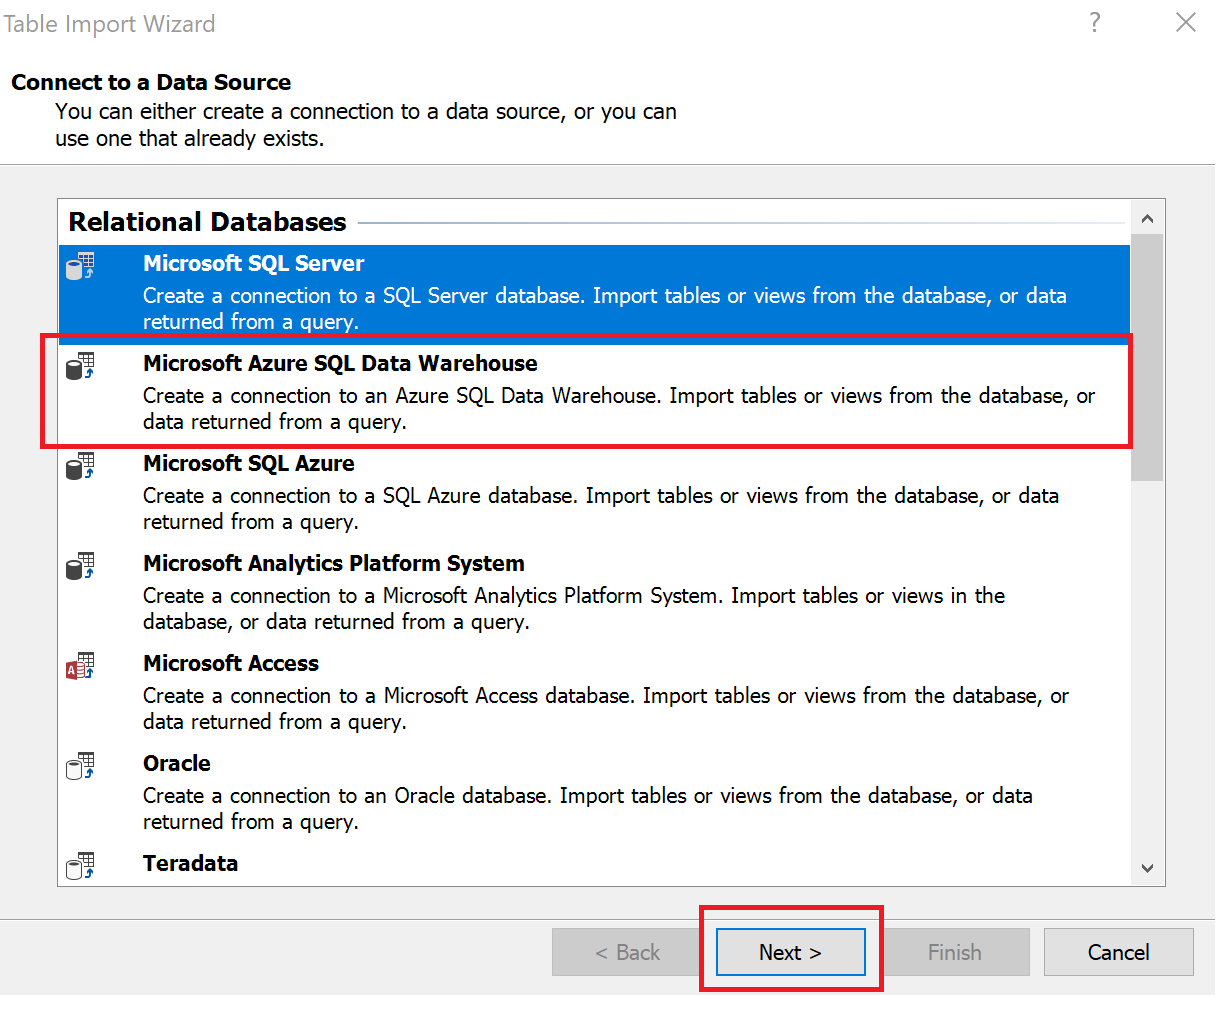 Table Import Wizard ?
Connect to a Data Source
You can either create a connection to a data source, or you can
use one that already exists.
Relational Databases
Microsoft SQL Server
Create a connection to a SQL Server database. Import tables or views from the database, or data
returned from a query.
Microsoft Azure SQL Data Warehouse
Create a connection to an Azure SQL Data Warehouse. Import tables or views from the database, or
data returned from a query.
Microsoft SQL Azure
Create a connection to a SQL Azure database. Import tables or views from the database, or data
returned from a query.
Microsoft Analytics Platform System
Create a connection to a Microsoft Analytics Platform System. Import tables or views in the
database, or data returned from a query.
Microsoft Access
Create a connection to a Microsoft Access database. Import tables or views from the database, or
data returned from a query.
Oracle
Create a connection to an Oracle database. Import tables or views from the database, or data
returned from a query.
Teradata
< Back Next > Finish Cancel